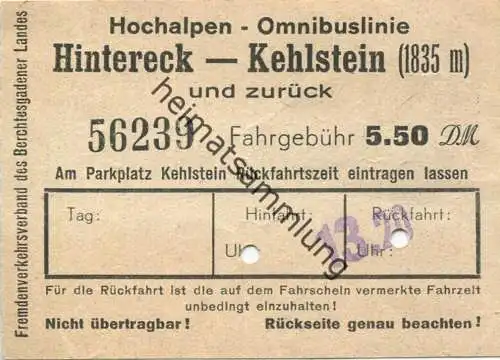 Hochalpen - Omnibuslinie
Hintereck — Kehlstein (1835 m)
und zurück
56239 Fahrgebühr 5.50 DM
Am Parkplatz Kehlstein Rückfahrtszeit eintragen lassen
Tag: Hinfahrt: Rückfahrt:
Uhr: Uhr:
13.20
Für die Rückfahrt ist die auf dem Fahrschein vermerkte Fahrzeit
unbedingt einzuhalten!
Nicht übertragbar! Rückseite genau beachten!
Fremdenverkehrsverband des Berchtesgadener Landes
heimatsammlung